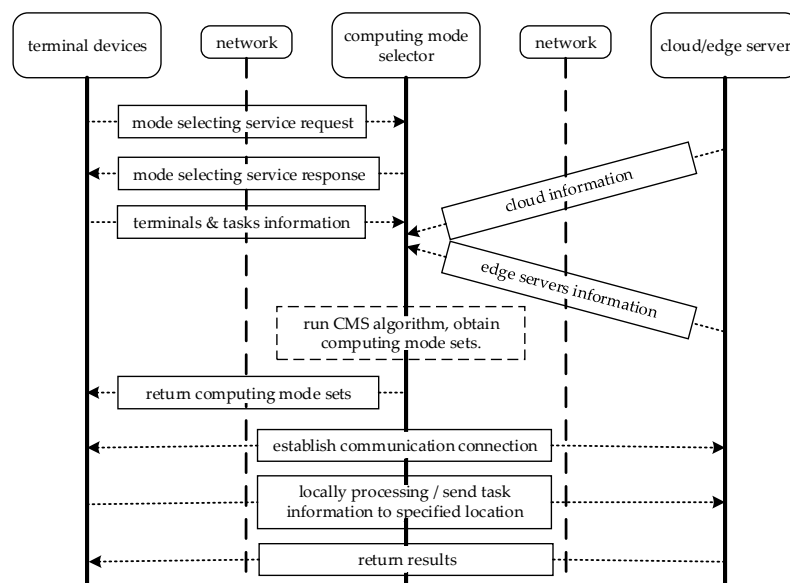 terminal devices
network
computing mode
selector
network
cloud/edge server
mode selecting service request
mode selecting service response
cloud information
terminals & tasks information
edge servers information
run CMS algorithm, obtain
computing mode sets.
return computing mode sets
establish communication connection
locally processing / send task
information to specified location
return results